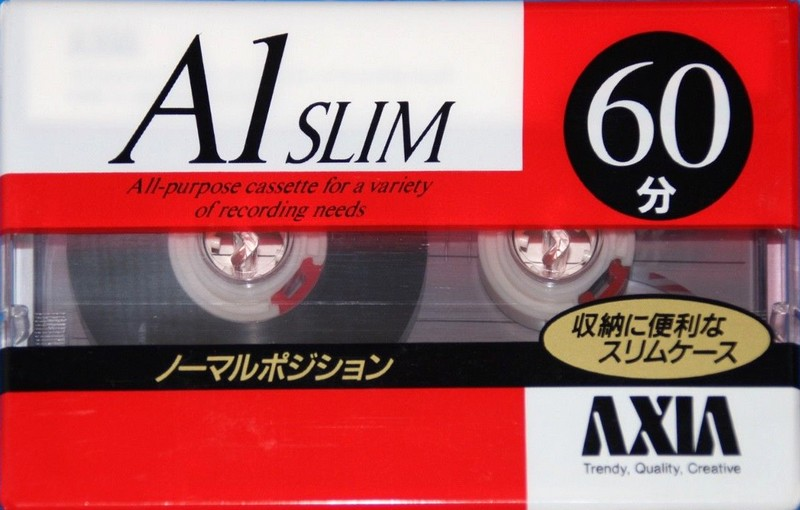 A1 SLIM
60
分
All-purpose cassette for a variety
of recording needs
収納に便利な
スリムケース
ノーマルポジション
AXIA
Trendy, Quality, Creative